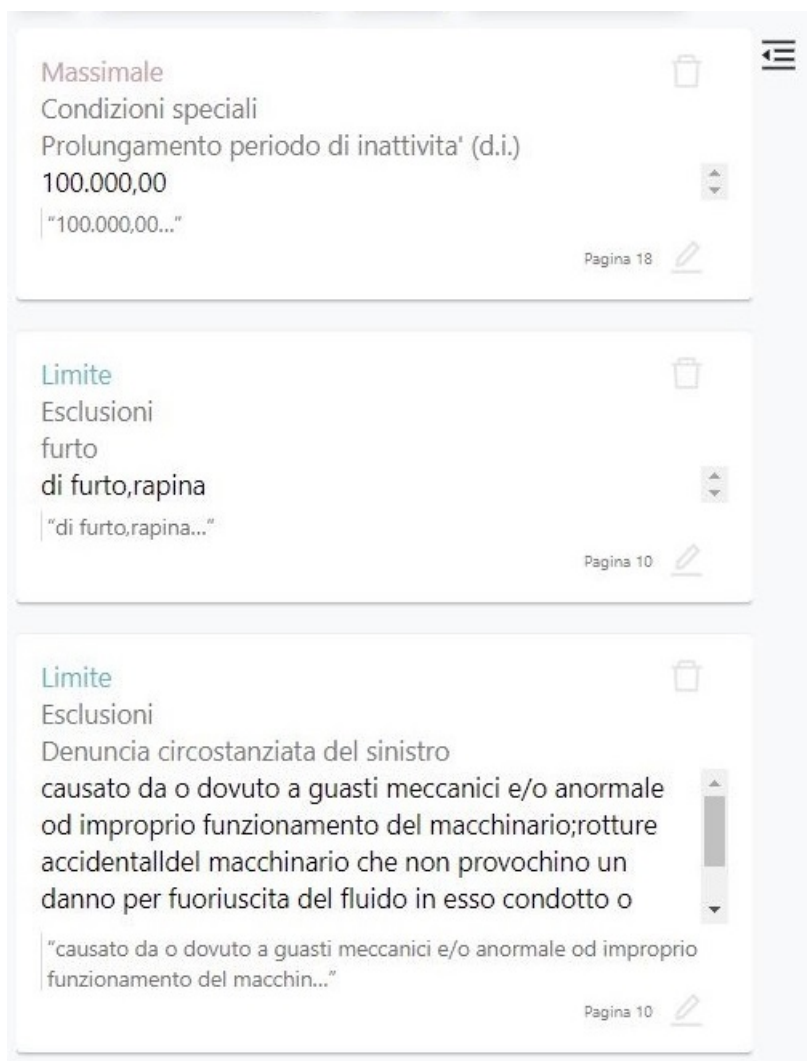 Massimale
Condizioni speciali
Prolungamento periodo di inattivita' (d.i.)
100.000,00
"100.000,00..."
Pagina 18
Limite
Esclusioni
furto
di furto,rapina
"di furto,rapina..."
Pagina 10
Limite
Esclusioni
Denuncia circostanziata del sinistro
causato da o dovuto a guasti meccanici e/o anormale
od improprio funzionamento del macchinario;rotture
accidentalldel macchinario che non provochino un
danno per fuoriuscita del fluido in esso condotto o
"causato da o dovuto a guasti meccanici e/o anormale od improprio
funzionamento del macchin..."
Pagina 10